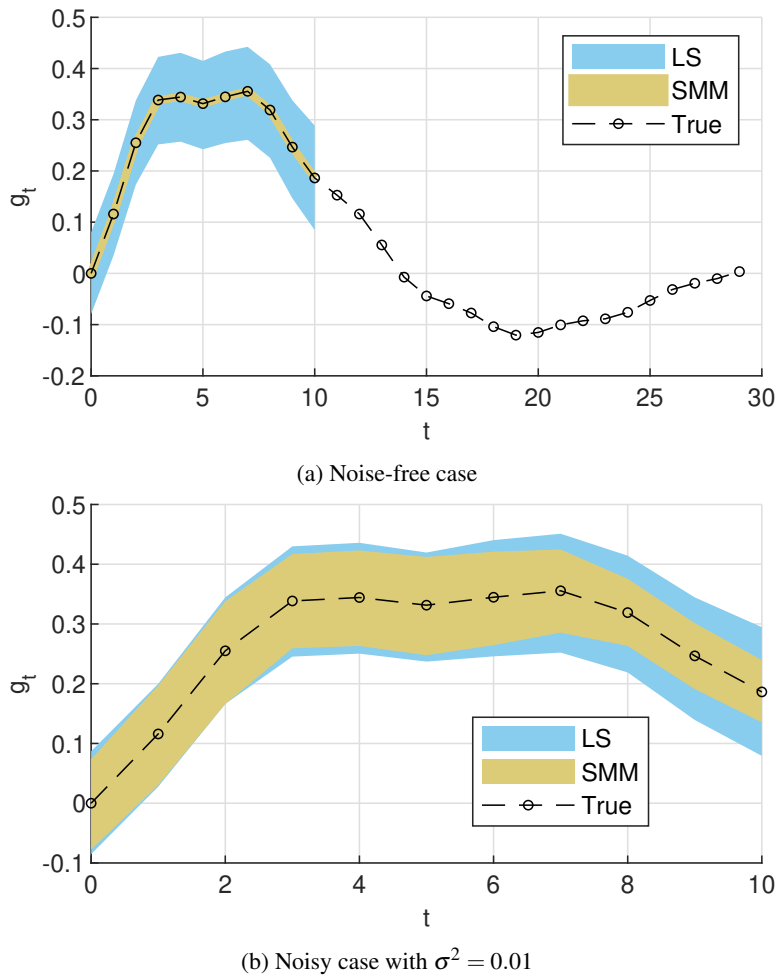 0.5
0.4
0.3
0.2
0.1
0
-0.1
-0.2
g_t
LS
SMM
True
0 5 10 15 20 25 30
t
(a) Noise-free case
0.5
0.4
0.3
0.2
0.1
0
-0.1
g_t
LS
SMM
True
0 2 4 6 8 10
t
(b) Noisy case with σ² = 0.01